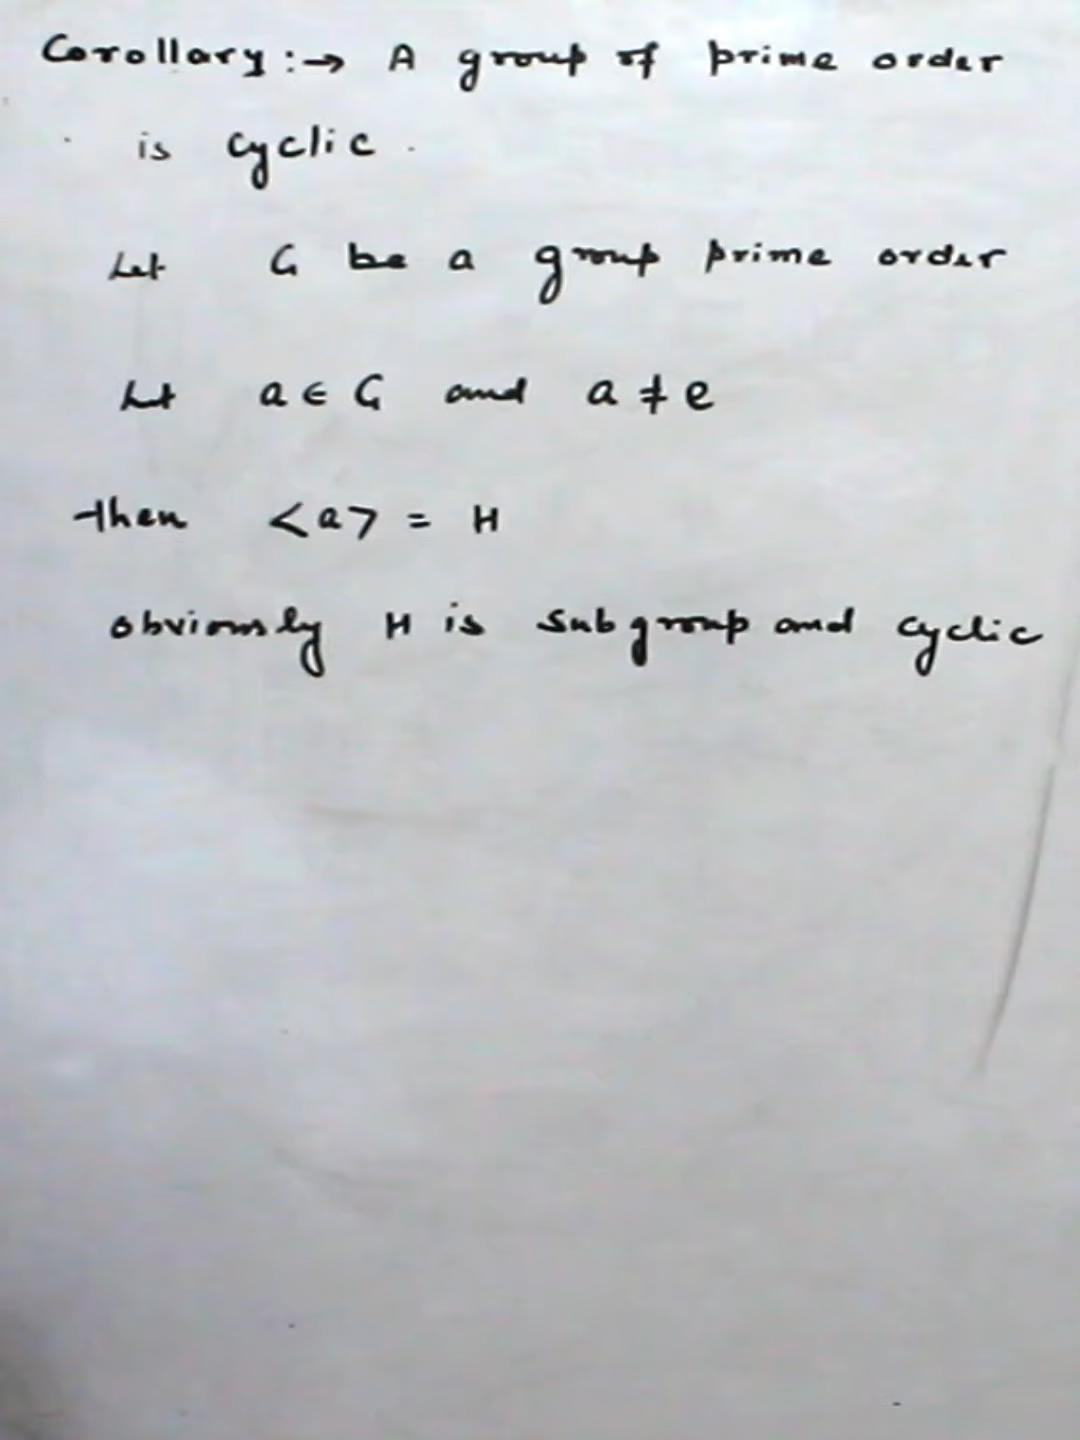 Corollary :→ A group of prime order
is cyclic.
Let G be a group prime order
Let a ∈ G and a ≠ e
then <a> = H
obviously H is subgroup and cyclic